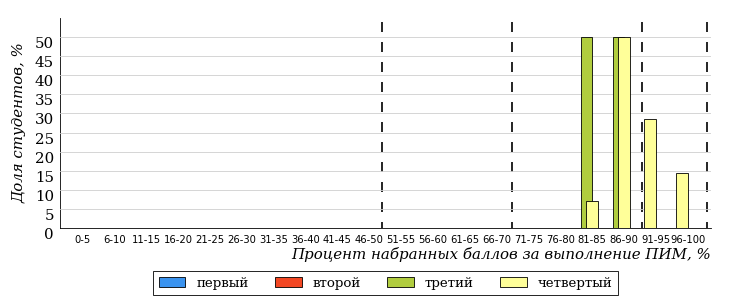 Доля студентов, %
50
45
40
35
30
25
20
15
10
5
0
0-5 6-10 11-15 16-20 21-25 26-30 31-35 36-40 41-45 46-50 51-55 56-60 61-65 66-70 71-75 76-80 81-85 86-90 91-95 96-100
Процент набранных баллов за выполнение ПИМ, %
первый второй третий четвертый